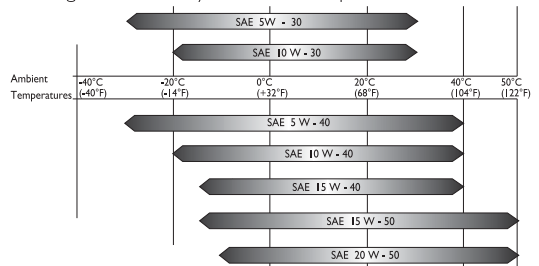 SAE 5W - 30
SAE 10 W - 30
Ambient -40°C -20°C 0°C 20°C 40°C 50°C
Temperatures (-40°F) (-14°F) (+32°F) (68°F) (104°F) (122°F)
SAE 5 W - 40
SAE 10 W - 40
SAE 15 W - 40
SAE 15 W - 50
SAE 20 W - 50